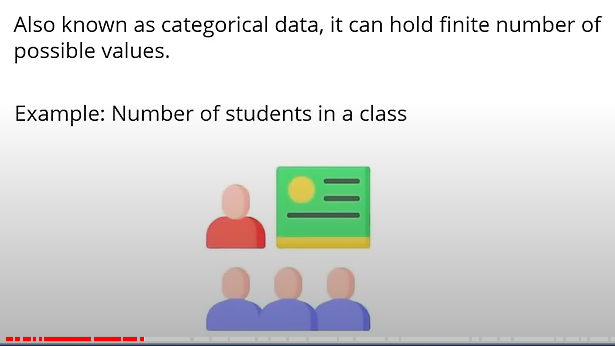 Also known as categorical data, it can hold finite number of
possible values.
Example: Number of students in a class